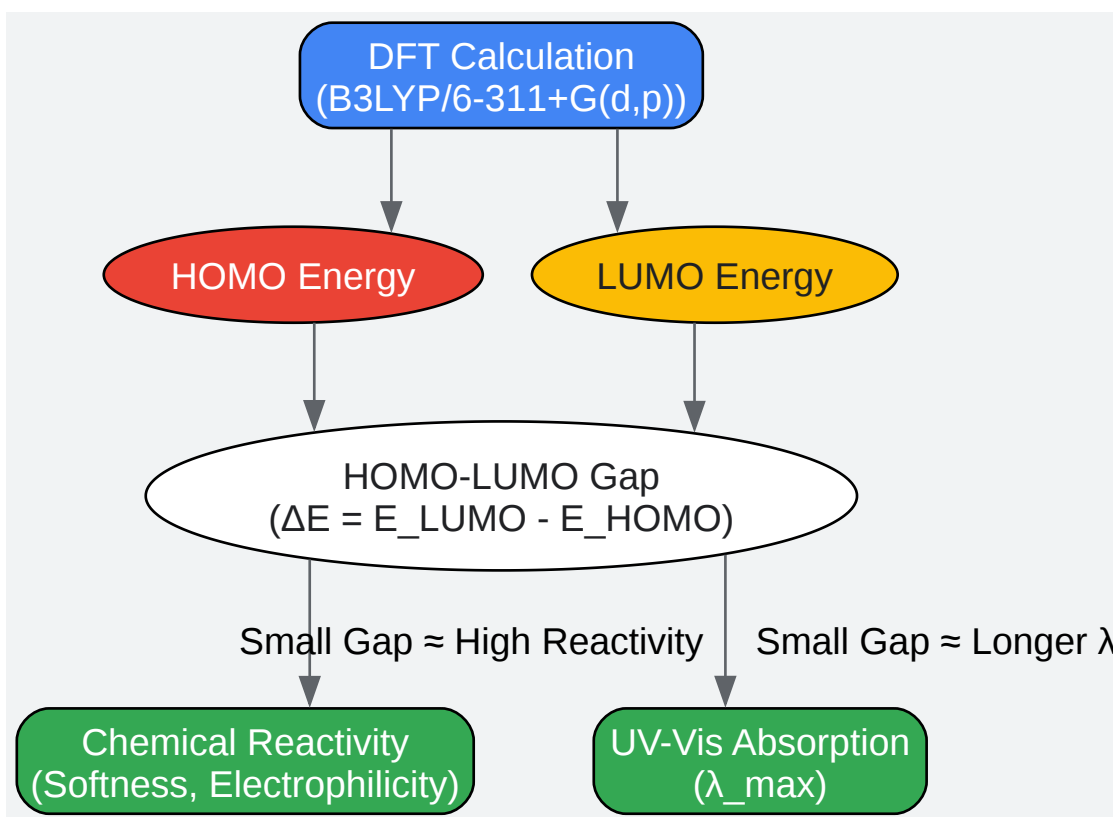 DFT Calculation
(B3LYP/6-311+G(d,p))
HOMO Energy
LUMO Energy
HOMO-LUMO Gap
(ΔE = E_LUMO - E_HOMO)
Small Gap ≈ High Reactivity
Small Gap ≈ Longer λ
Chemical Reactivity
(Softness, Electrophilicity)
UV-Vis Absorption
(λ_max)